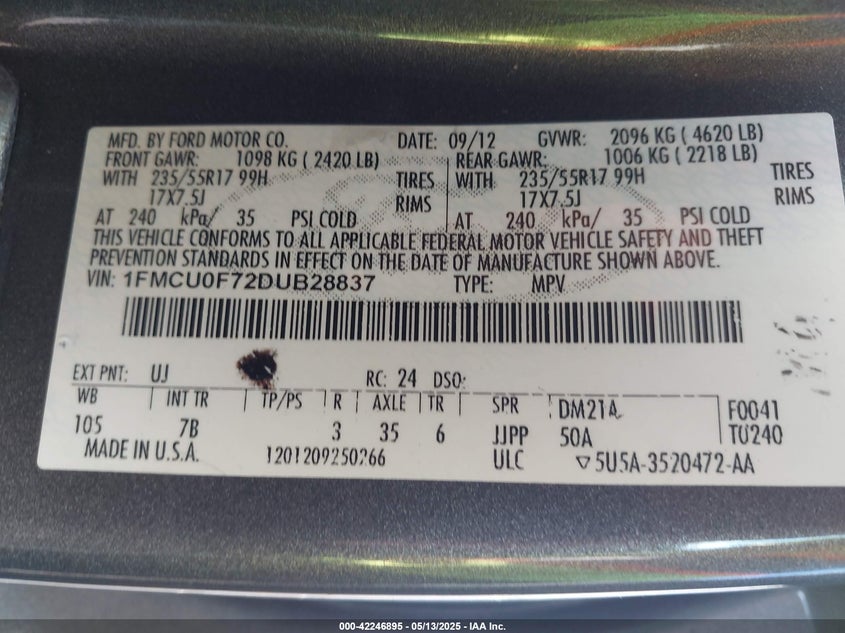 MFD. BY FORD MOTOR CO. DATE: 09/12 GVWR: 2096 KG ( 4620 LB)
FRONT GAWR: 1098 KG ( 2420 LB) REAR GAWR: 1006 KG ( 2218 LB)
WITH 235/55R17 99H TIRES WITH 235/55R17 99H TIRES
17X7.5J RIMS 17X7.5J RIMS
AT 240 kPa/ 35 PSI COLD AT 240 kPa/ 35 PSI COLD
THIS VEHICLE CONFORMS TO ALL APPLICABLE FEDERAL MOTOR VEHICLE SAFETY AND THEFT
PREVENTION STANDARDS IN EFFECT ON THE DATE OF MANUFACTURE SHOWN ABOVE.
VIN: 1FMCU0F72DUB28837 TYPE: MPV
EXT PNT: UJ RC: 24 DSO:
WB INT TR TP/PS R AXLE TR SPR DM21A F0041
105 7B 3 35 6 JJPP 50A T0240
MADE IN U.S.A. 1201209250266 ULC ▽5U5A-3520472-AA
000-42246895 - 05/13/2025 - IAA Inc.